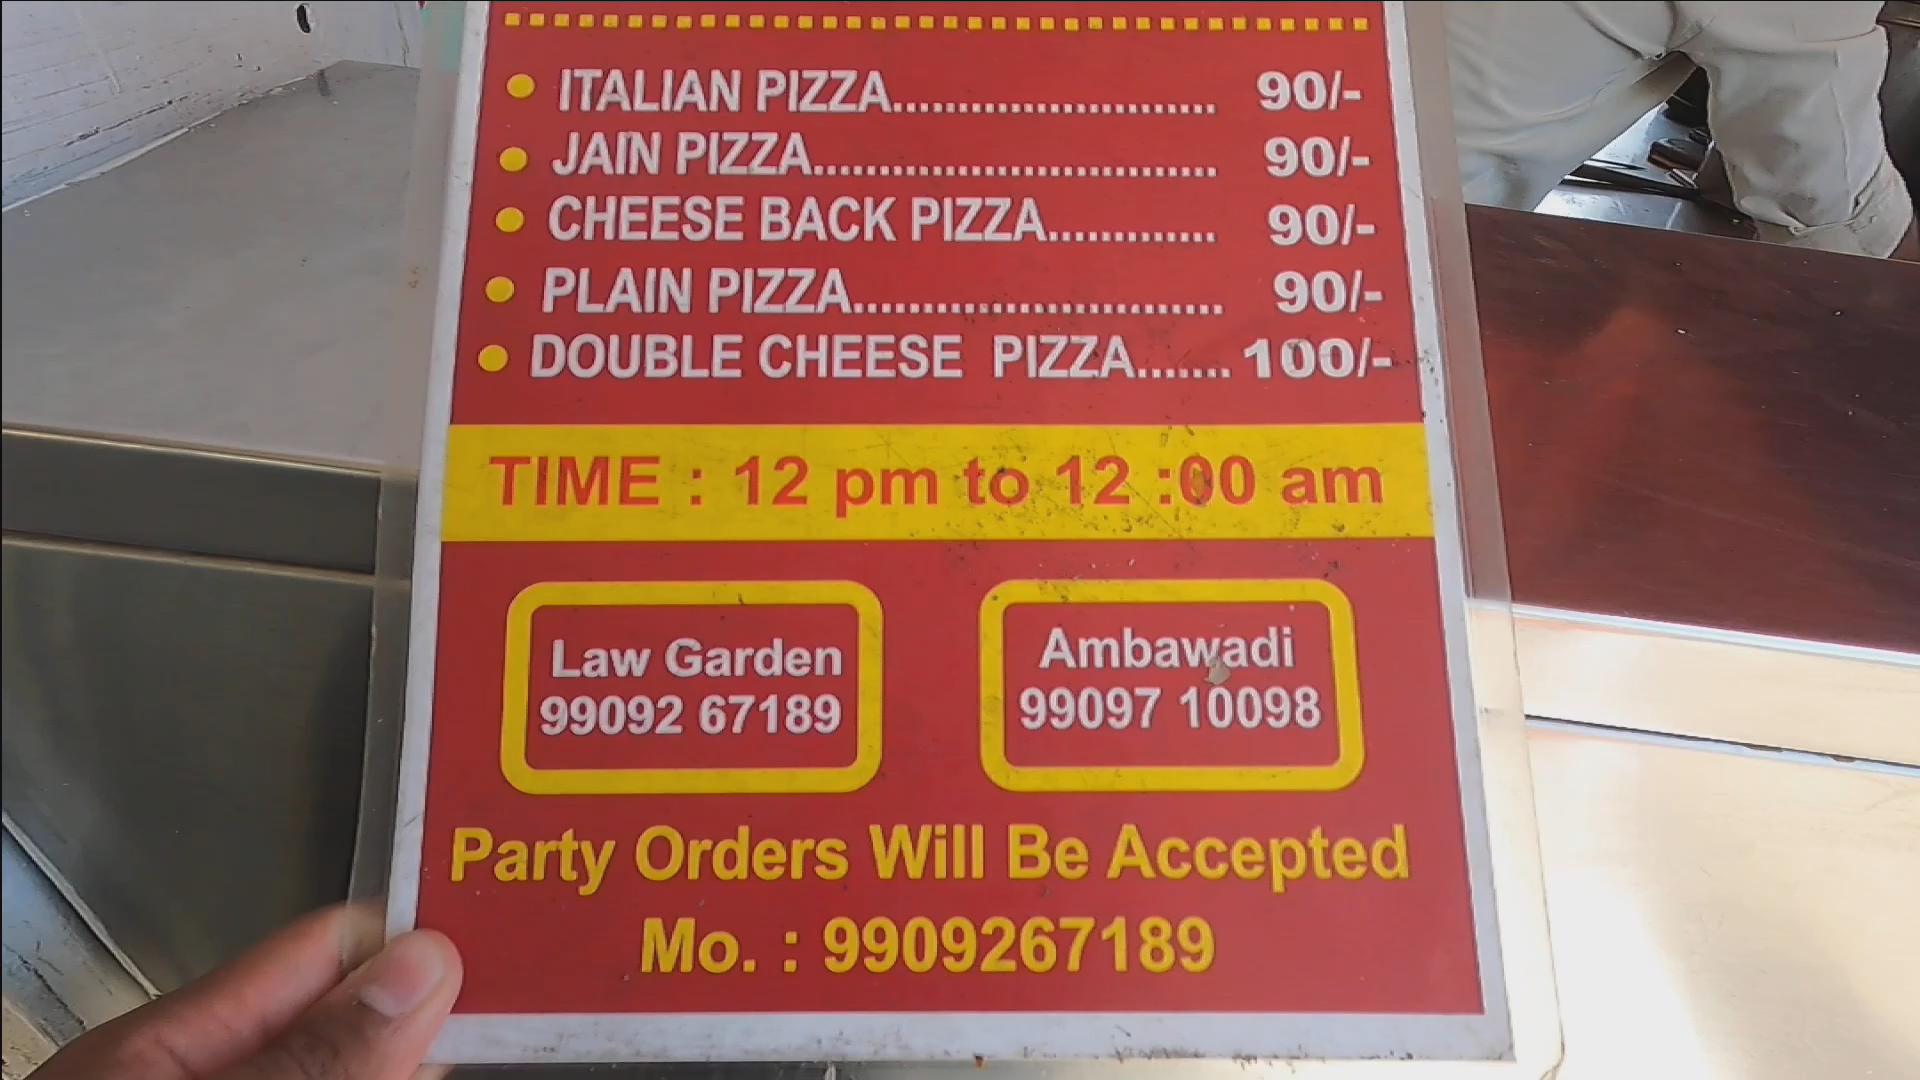 ITALIAN PIZZA........................ 90/-
JAIN PIZZA.............................. 90/-
CHEESE BACK PIZZA............. 90/-
PLAIN PIZZA........................... 90/-
DOUBLE CHEESE PIZZA....... 100/-
TIME : 12 pm to 12 :00 am
Law Garden
99092 67189
Ambawadi
99097 10098
Party Orders Will Be Accepted
Mo. : 9909267189